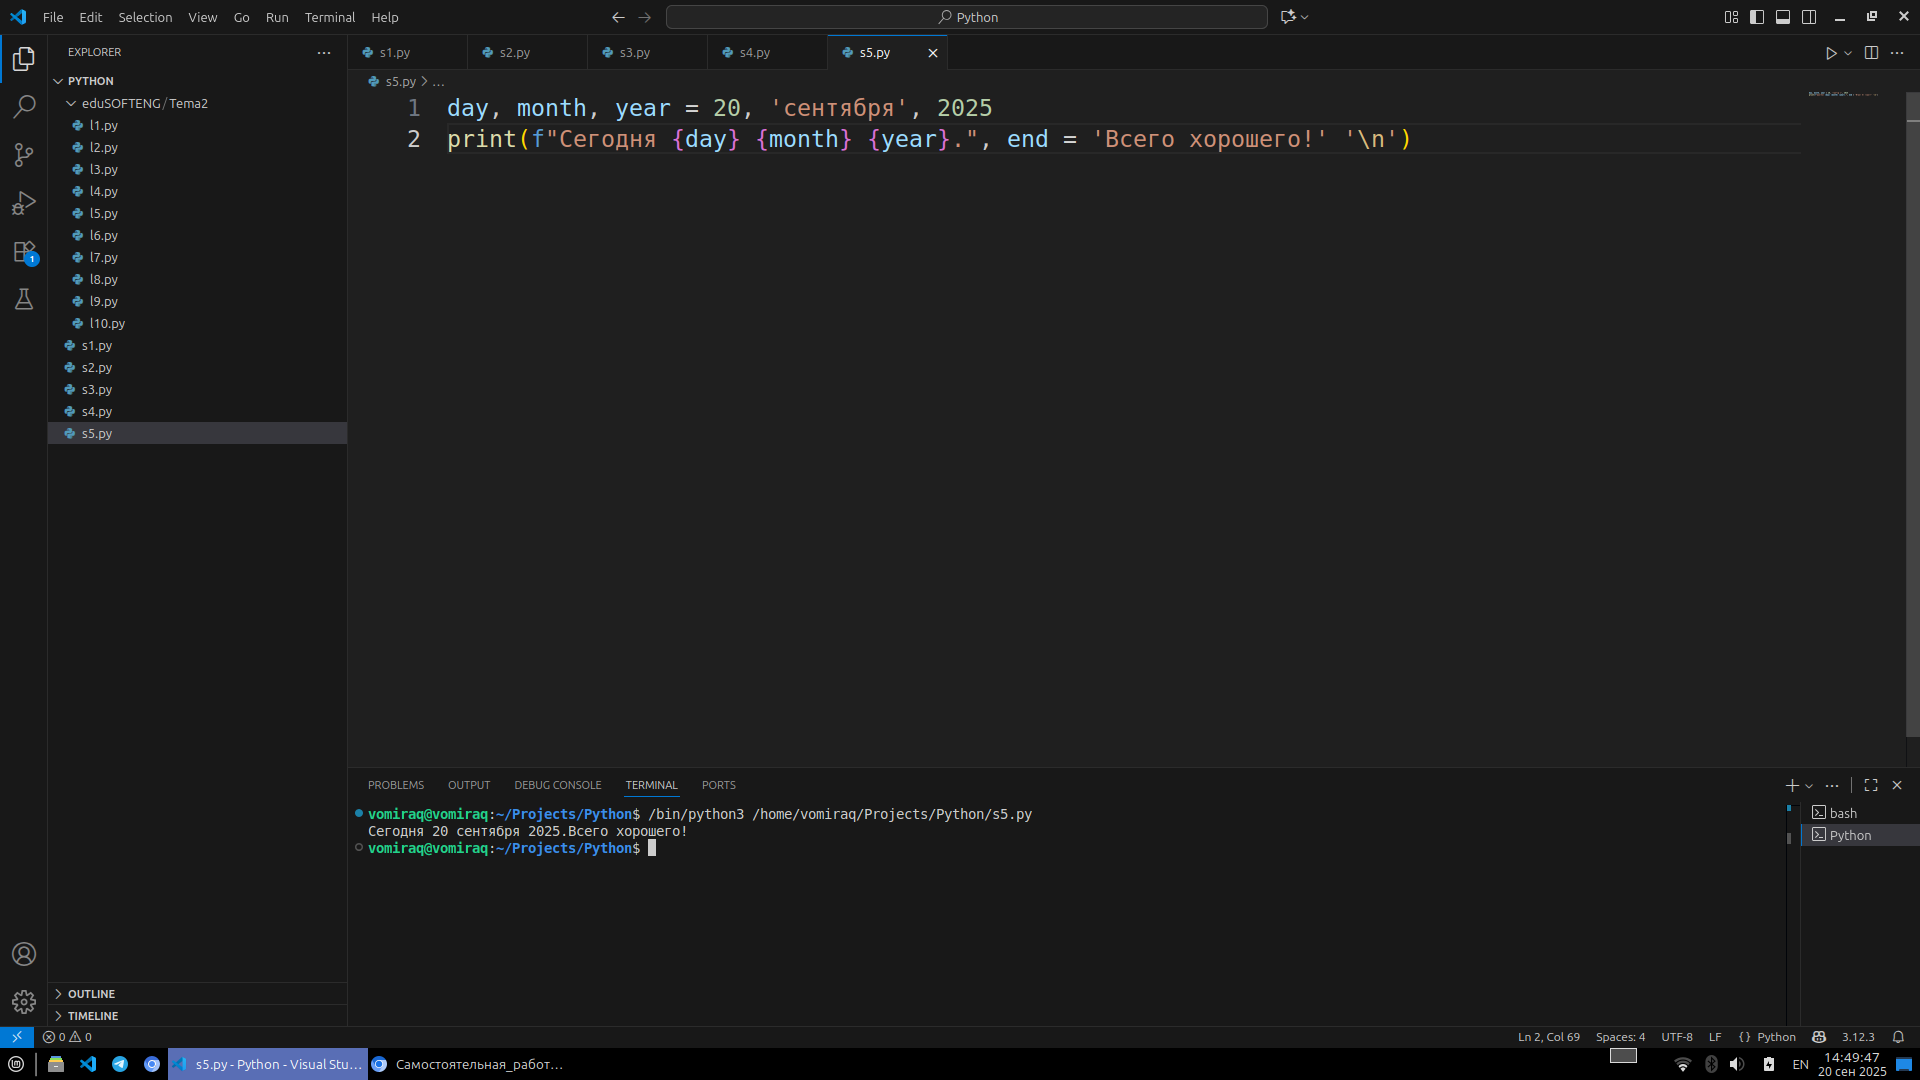 File Edit Selection View Go Run Terminal Help
Python
EXPLORER
PYTHON
eduSOFTENG / Tema2
l1.py
l2.py
l3.py
l4.py
l5.py
l6.py
l7.py
l8.py
l9.py
l10.py
s1.py
s2.py
s3.py
s4.py
s5.py
OUTLINE
TIMELINE
1
s1.py s2.py s3.py s4.py s5.py
s5.py > ...
1 day, month, year = 20, 'сентября', 2025
2 print(f"Сегодня {day} {month} {year}.", end = 'Всего хорошего!' '\n')
PROBLEMS OUTPUT DEBUG CONSOLE TERMINAL PORTS
vomiraq@vomiraq:~/Projects/Python$ /bin/python3 /home/vomiraq/Projects/Python/s5.py
Сегодня 20 сентября 2025.Всего хорошего!
vomiraq@vomiraq:~/Projects/Python$
bash
Python
0 0
Ln 2, Col 69 Spaces: 4 UTF-8 LF {} Python 3.12.3
s5.py - Python - Visual Stu...
Самостоятельная_работ...
EN
14:49:47
20 сен 2025